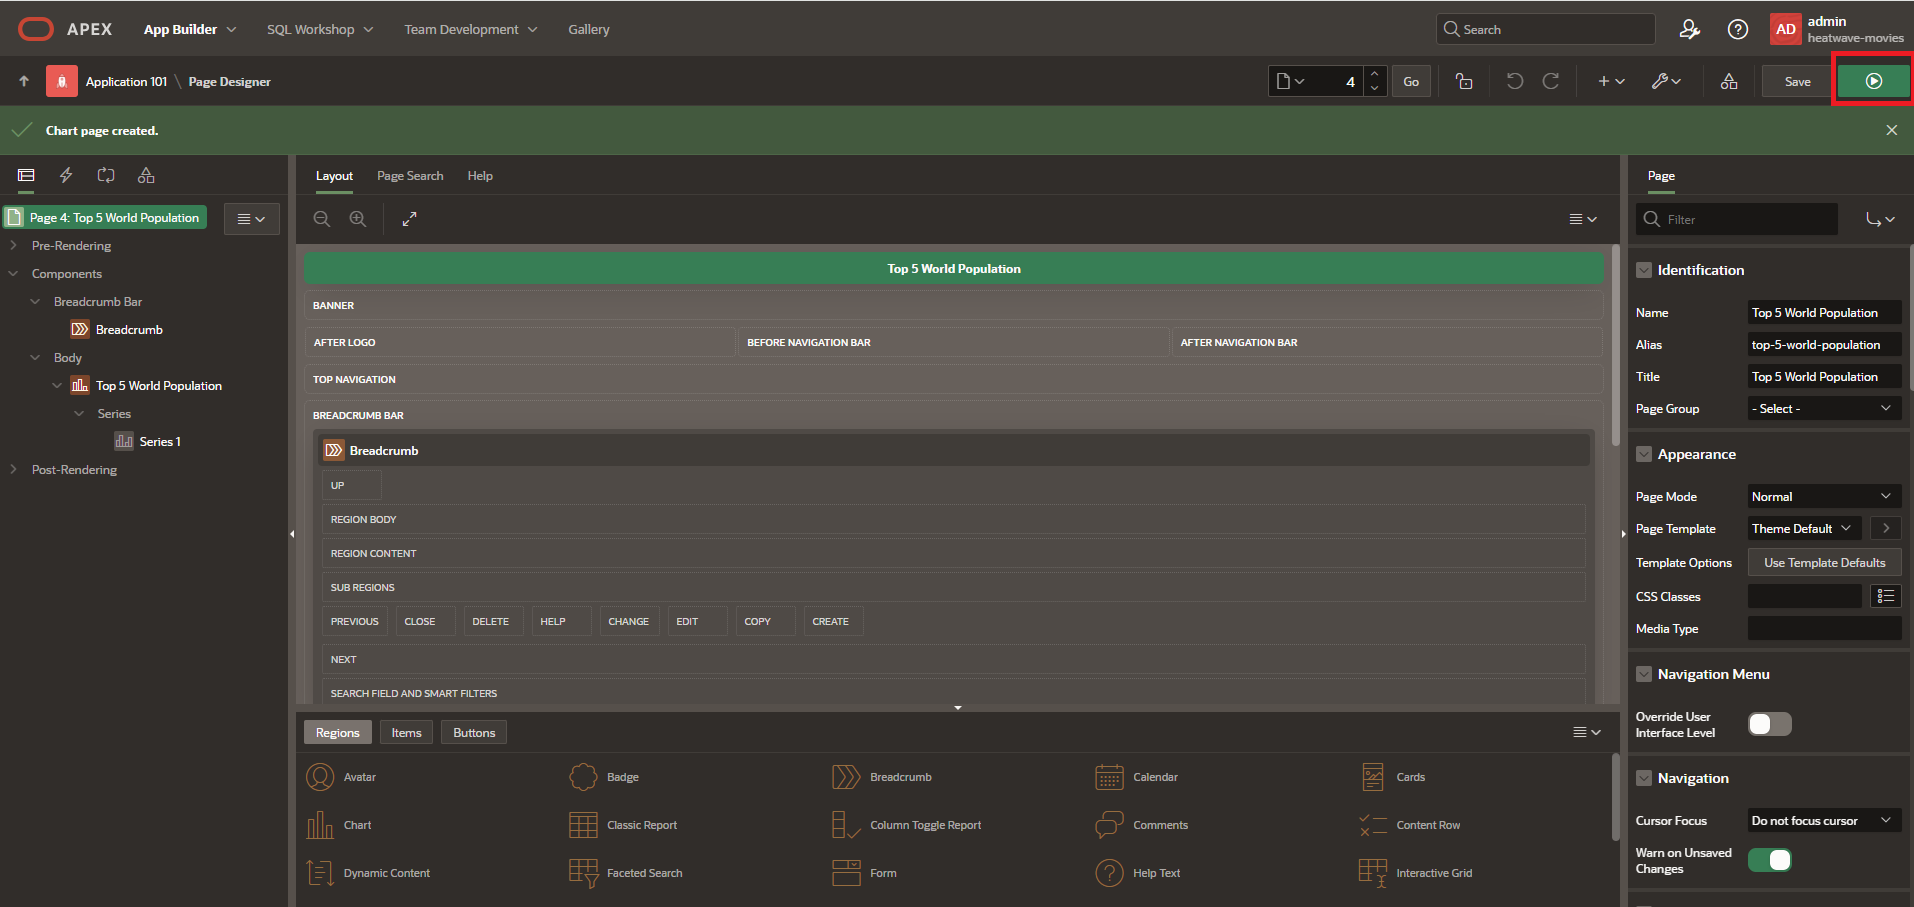 APEX App Builder SQL Workshop Team Development Gallery Search AD admin
heatwave-movies
Application 101 \ Page Designer 4 Go Save
Chart page created.
Layout Page Search Help Page
Page 4: Top 5 World Population
Filter
Pre-Rendering
Components
Breadcrumb Bar
Breadcrumb
Body
Top 5 World Population
Series
Series 1
Post-Rendering
Top 5 World Population
BANNER
AFTER LOGO BEFORE NAVIGATION BAR AFTER NAVIGATION BAR
TOP NAVIGATION
BREADCRUMB BAR
Breadcrumb
UP
REGION BODY
REGION CONTENT
SUB REGIONS
PREVIOUS CLOSE DELETE HELP CHANGE EDIT COPY CREATE
NEXT
SEARCH FIELD AND SMART FILTERS
Regions Items Buttons
Avatar Badge Breadcrumb Calendar Cards
Chart Classic Report Column Toggle Report Comments Content Row
Dynamic Content Faceted Search Form Help Text Interactive Grid
Identification
Name Top 5 World Population
Alias top-5-world-population
Title Top 5 World Population
Page Group - Select -
Appearance
Page Mode Normal
Page Template Theme Default
Template Options Use Template Defaults
CSS Classes
Media Type
Navigation Menu
Override User
Interface Level
Navigation
Cursor Focus Do not focus cursor
Warn on Unsaved
Changes